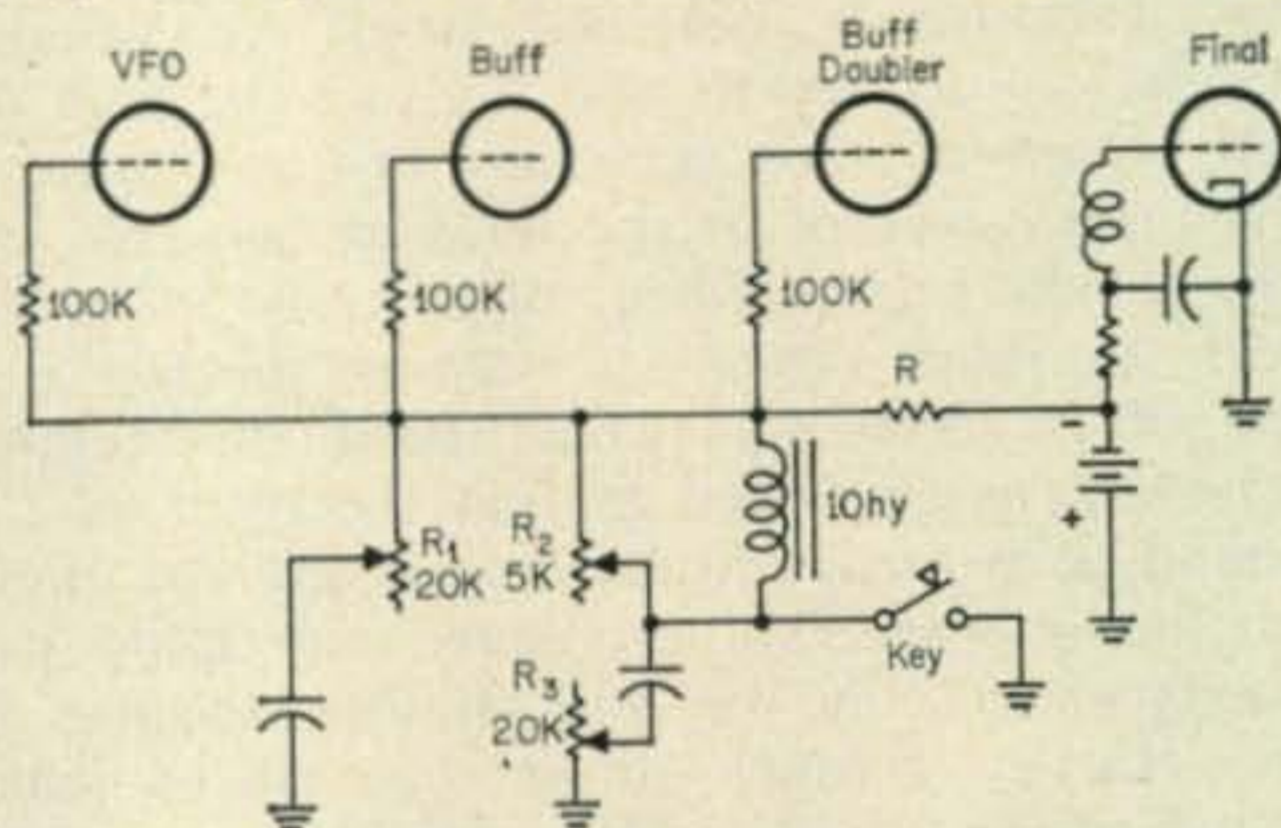 VFO
Buff
Buff
Doubler
Final
100K
100K
100K
R
-
+
10hy
R1
20K
R2
5K
Key
R3
20K